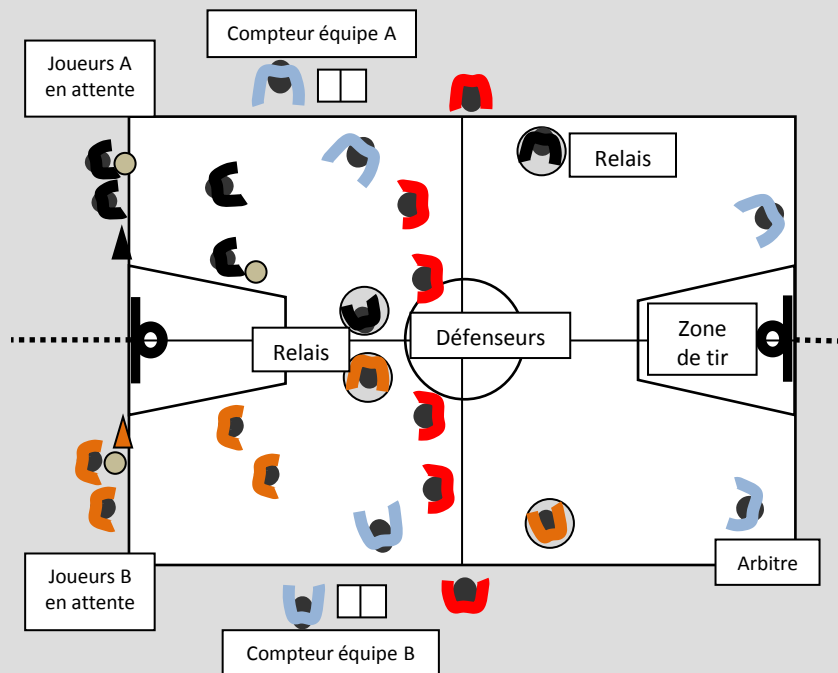 Compteur équipe A
Joueurs A
en attente
Relais
Relais
Défenseurs
Zone
de tir
Joueurs B
en attente
Arbitre
Compteur équipe B